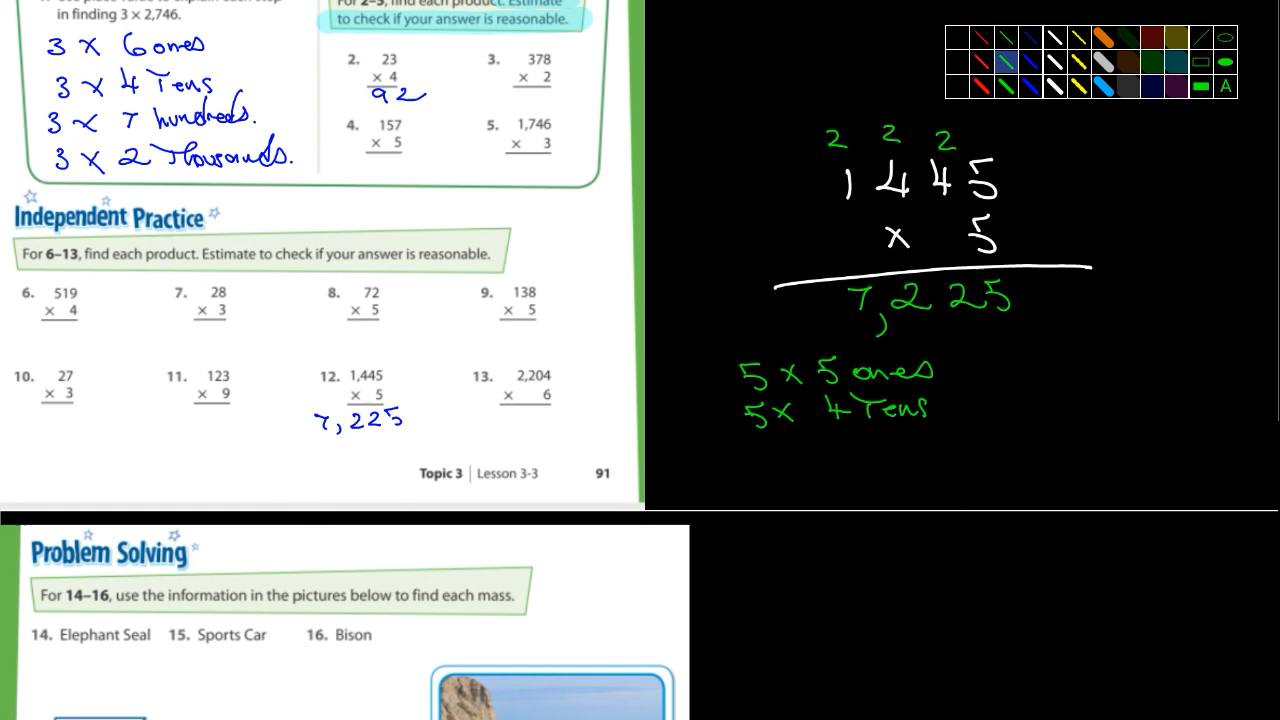 in finding 3 × 2,746.
3 × 6 ones
3 × 4 Tens
3 × 7 hundreds.
3 × 2 Thousands.
to check if your answer is reasonable.
2. 23 3. 378
× 4 × 2
92
4. 157 5. 1,746
× 5 × 3
Independent Practice
For 6–13, find each product. Estimate to check if your answer is reasonable.
6. 519 7. 28 8. 72 9. 138
× 4 × 3 × 5 × 5
10. 27 11. 123 12. 1,445 13. 2,204
× 3 × 9 × 5 × 6
7,225
Topic 3 | Lesson 3-3 91
Problem Solving
For 14–16, use the information in the pictures below to find each mass.
14. Elephant Seal 15. Sports Car 16. Bison
A
2 2 2
1 4 4 5
× 5
7,225
5 × 5 ones
5 × 4 Tens